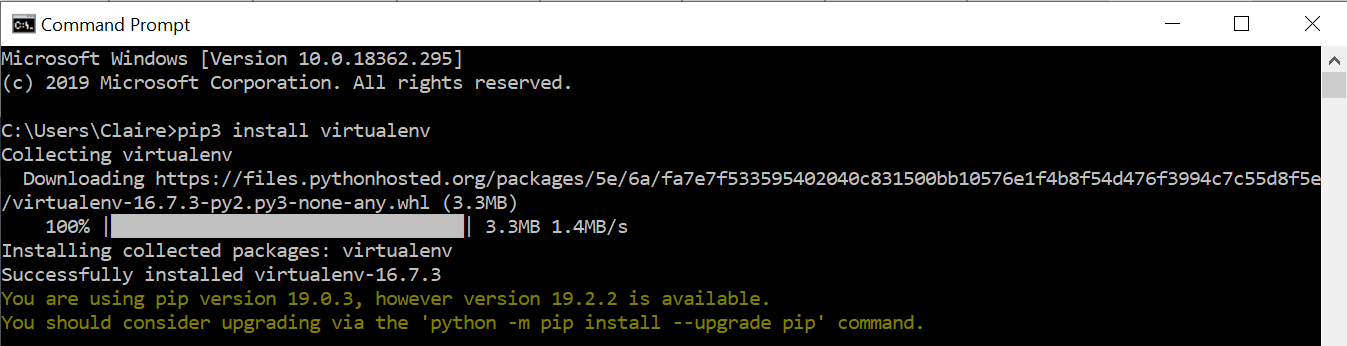 Command Prompt
Microsoft Windows [Version 10.0.18362.295]
(c) 2019 Microsoft Corporation. All rights reserved.
C:\Users\Claire>pip3 install virtualenv
Collecting virtualenv
Downloading https://files.pythonhosted.org/packages/5e/6a/fa7e7f533595402040c831500bb10576e1f4b8f54d476f3994c7c55d8f5e
/virtualenv-16.7.3-py2.py3-none-any.whl (3.3MB)
100% | | 3.3MB 1.4MB/s
Installing collected packages: virtualenv
Successfully installed virtualenv-16.7.3
You are using pip version 19.0.3, however version 19.2.2 is available.
You should consider upgrading via the 'python -m pip install --upgrade pip' command.